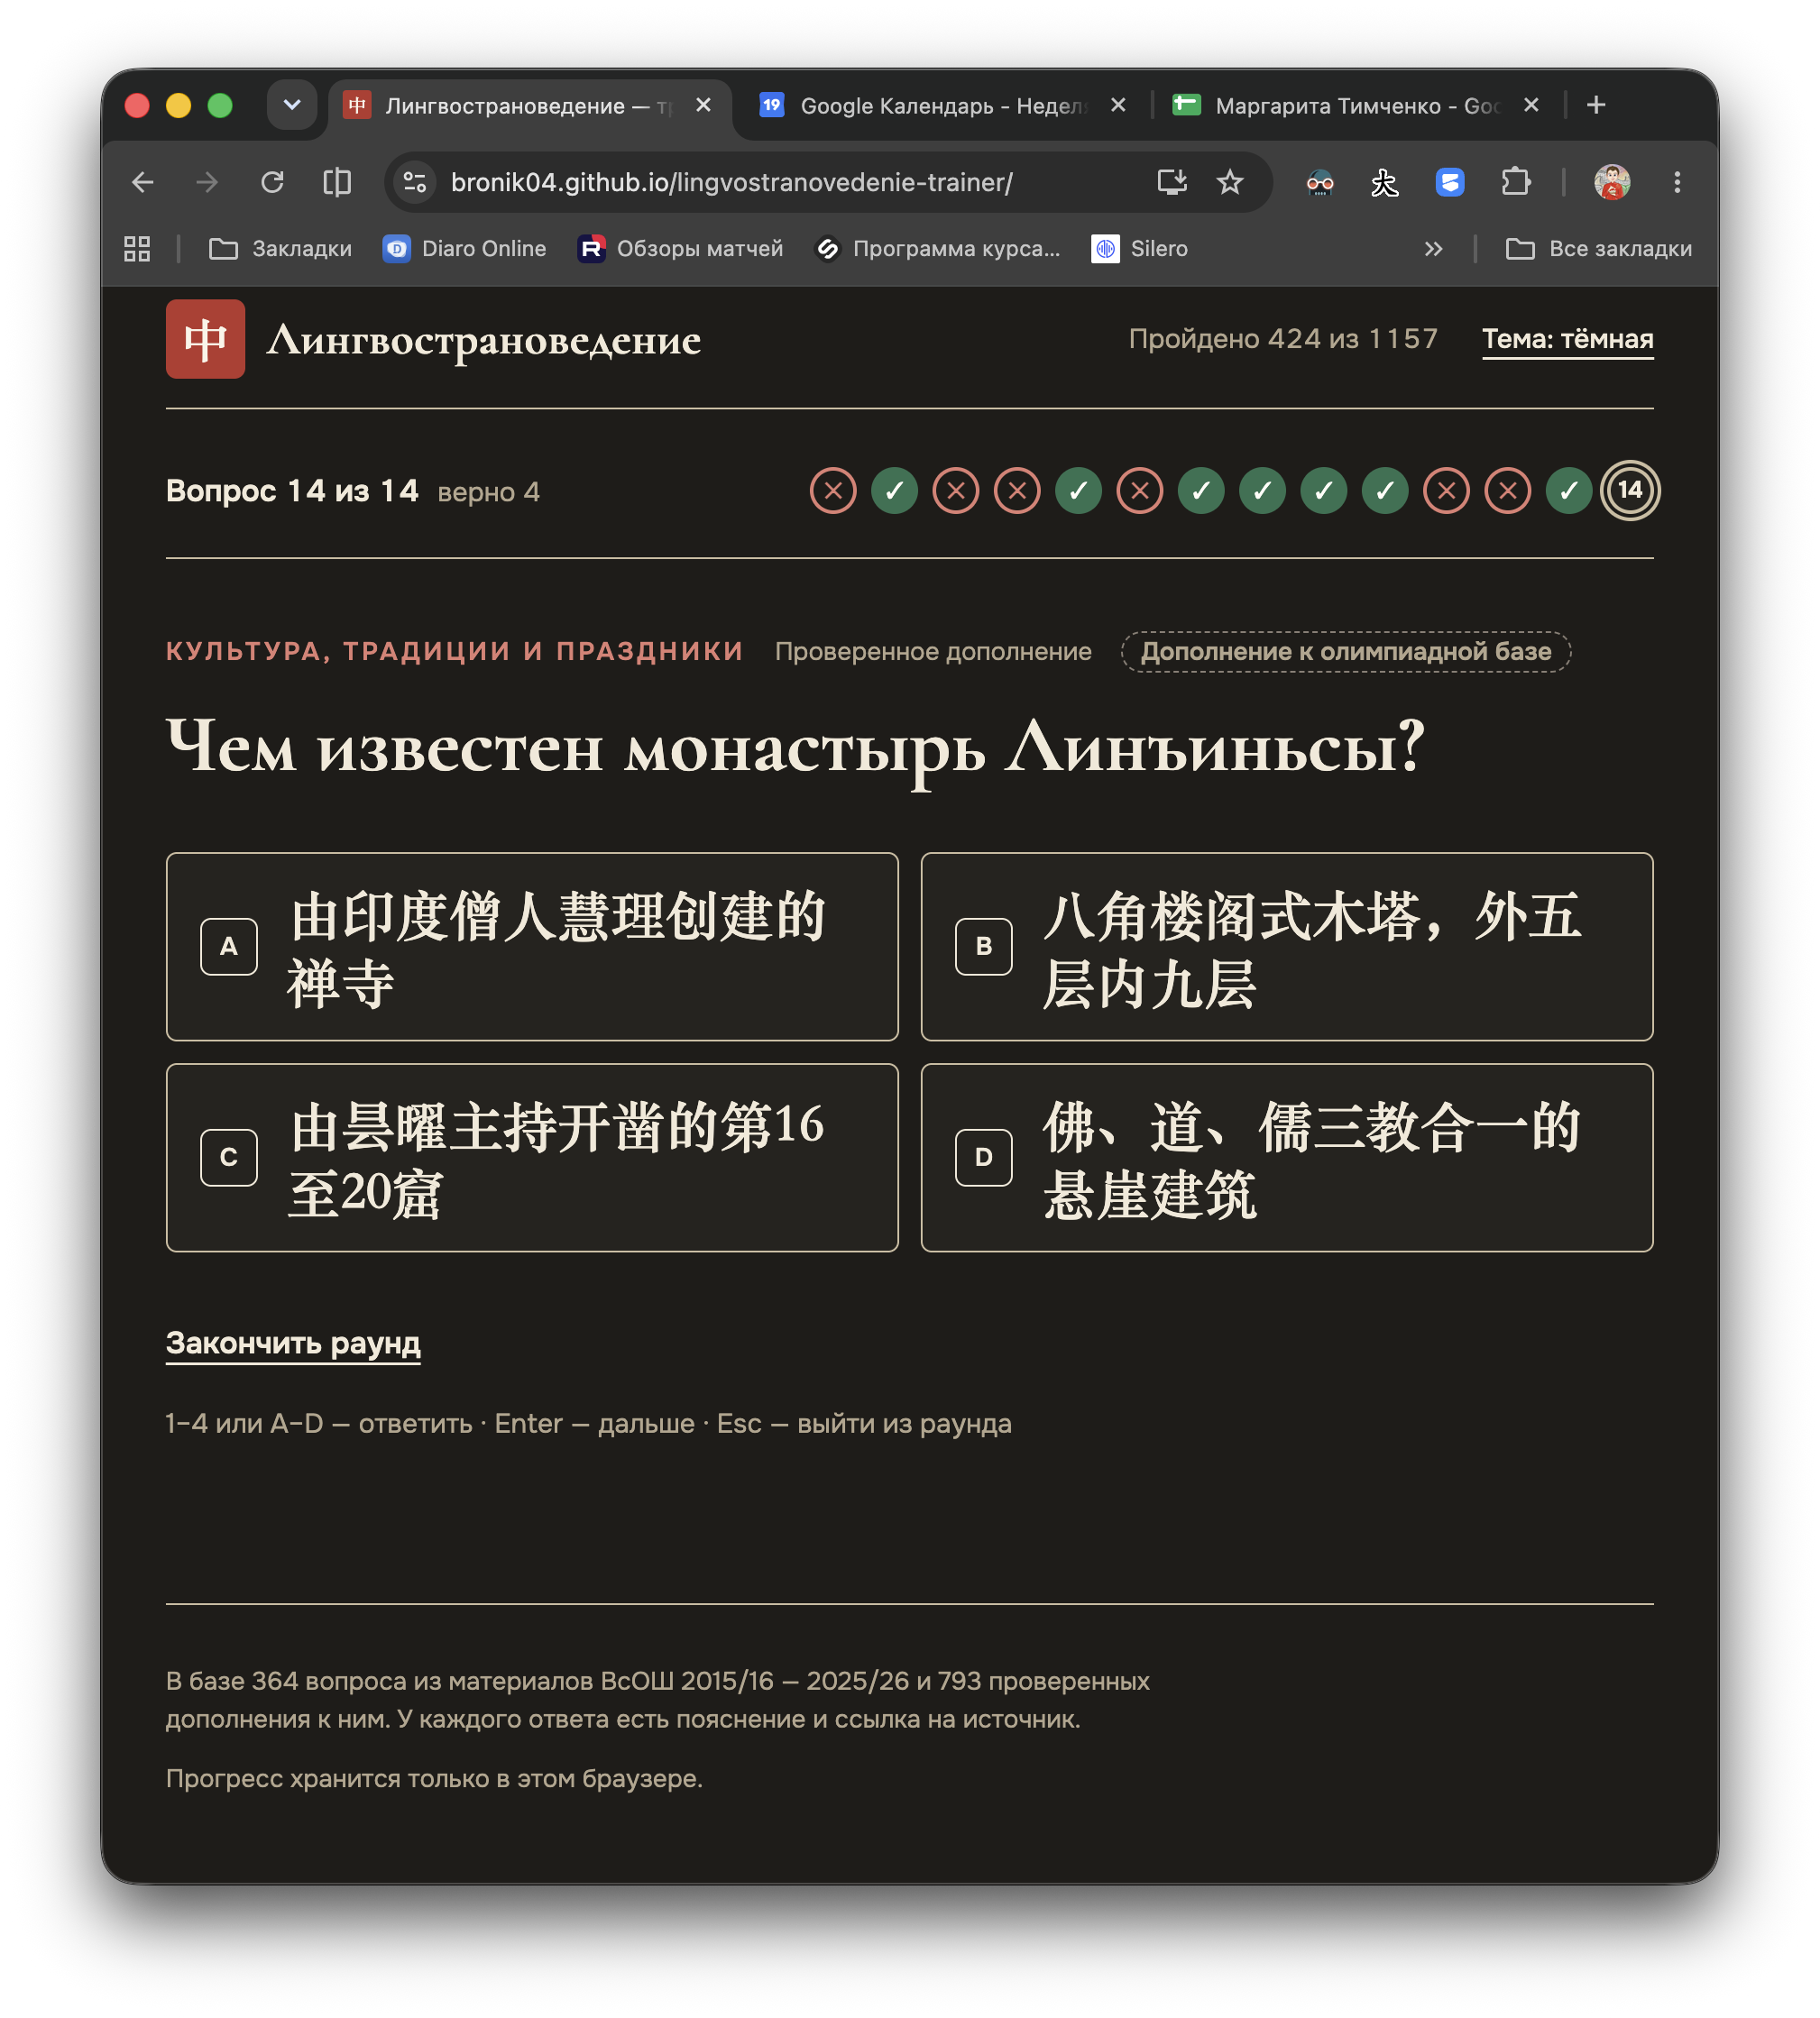 中 Лингвострановедение — т
19 Google Календарь - Недел
Маргарита Тимченко - Goo
bronik04.github.io/lingvostranovedenie-trainer/
大
Закладки
Diaro Online
Обзоры матчей
Программа курса...
Silero
Все закладки
中 Лингвострановедение
Пройдено 424 из 1157
Тема: тёмная
Вопрос 14 из 14 верно 4
14
КУЛЬТУРА, ТРАДИЦИИ И ПРАЗДНИКИ Проверенное дополнение Дополнение к олимпиадной базе
Чем известен монастырь Линъиньсы?
A 由印度僧人慧理创建的
禅寺
B 八角楼阁式木塔，外五
层内九层
C 由昙曜主持开凿的第16
至20窟
D 佛、道、儒三教合一的
悬崖建筑
Закончить раунд
1–4 или A–D — ответить · Enter — дальше · Esc — выйти из раунда
В базе 364 вопроса из материалов ВсОШ 2015/16 — 2025/26 и 793 проверенных
дополнения к ним. У каждого ответа есть пояснение и ссылка на источник.
Прогресс хранится только в этом браузере.